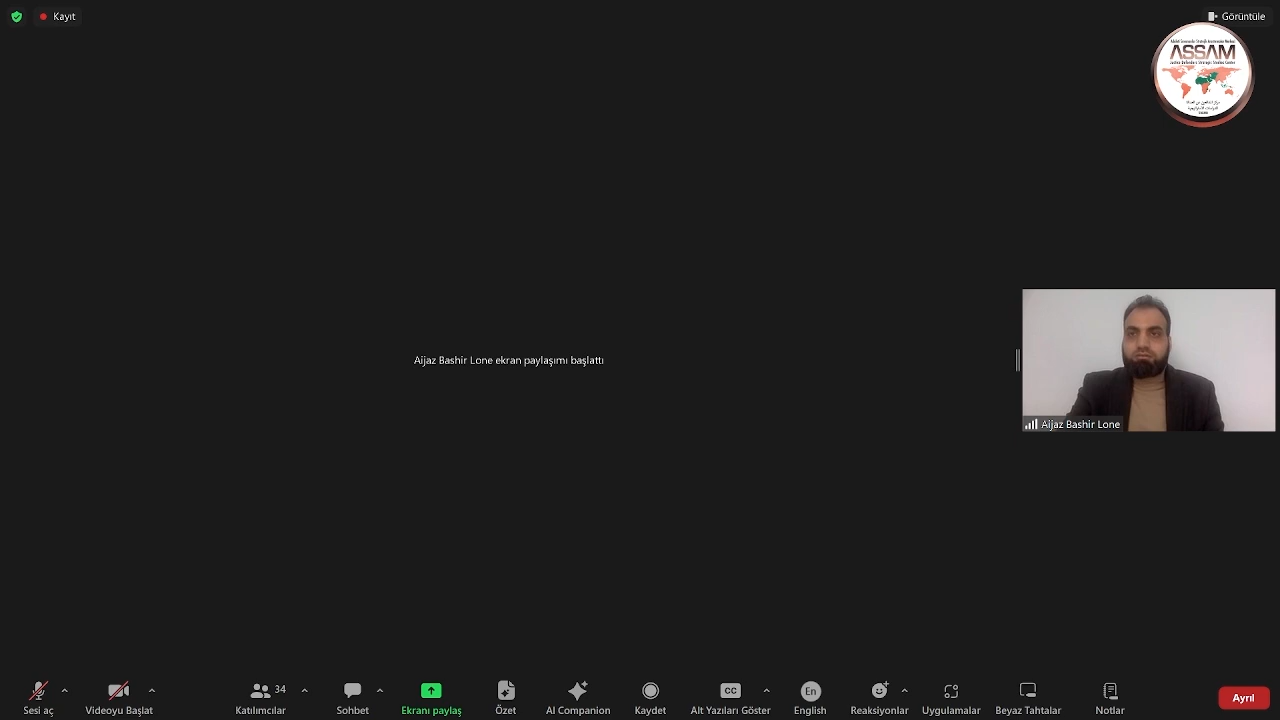 Kayıt
Görüntüle
ASSAM
Aijaz Bashir Lone ekran paylaşımı başlattı
Aijaz Bashir Lone
Sesi aç
Videoyu Başlat
34
Katılımcılar
Sohbet
Ekranı paylaş
Özet
AI Companion
Kaydet
CC
Alt Yazıları Göster
En
English
Reaksiyonlar
Uygulamalar
Beyaz Tahtalar
Notlar
Ayrıl